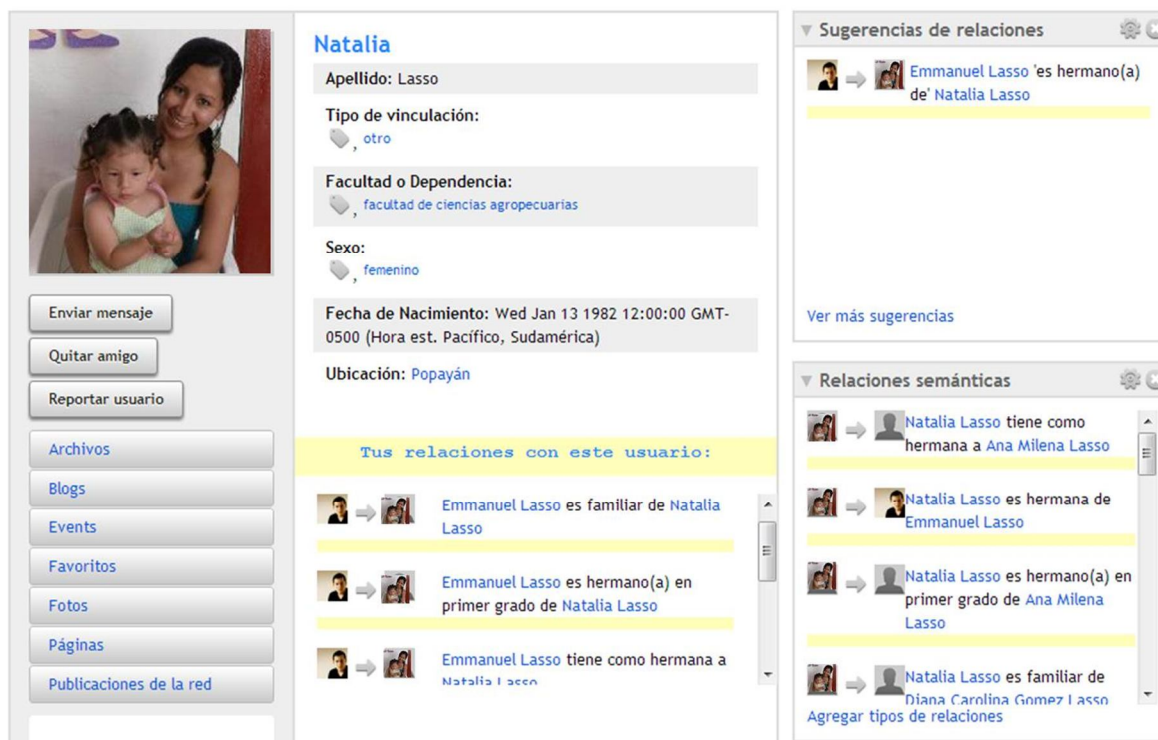 Enviar mensaje
Quitar amigo
Reportar usuario
Archivos
Blogs
Events
Favoritos
Fotos
Páginas
Publicaciones de la red
Natalia
Apellido: Lasso
Tipo de vinculación:
, otro
Facultad o Dependencia:
, facultad de ciencias agropecuarias
Sexo:
, femenino
Fecha de Nacimiento: Wed Jan 13 1982 12:00:00 GMT-
0500 (Hora est. Pacífico, Sudamérica)
Ubicación: Popayán
Tus relaciones con este usuario:
Emmanuel Lasso es familiar de Natalia
Lasso
Emmanuel Lasso es hermano(a) en
primer grado de Natalia Lasso
Emmanuel Lasso tiene como hermana a
Natalia Lasso
Sugerencias de relaciones
Emmanuel Lasso 'es hermano(a)
de' Natalia Lasso
Ver más sugerencias
Relaciones semánticas
Natalia Lasso tiene como
hermana a Ana Milena Lasso
Natalia Lasso es hermana de
Emmanuel Lasso
Natalia Lasso es hermano(a) en
primer grado de Ana Milena
Lasso
Natalia Lasso es familiar de
Diana Carolina Gomez Lasso
Agregar tipos de relaciones